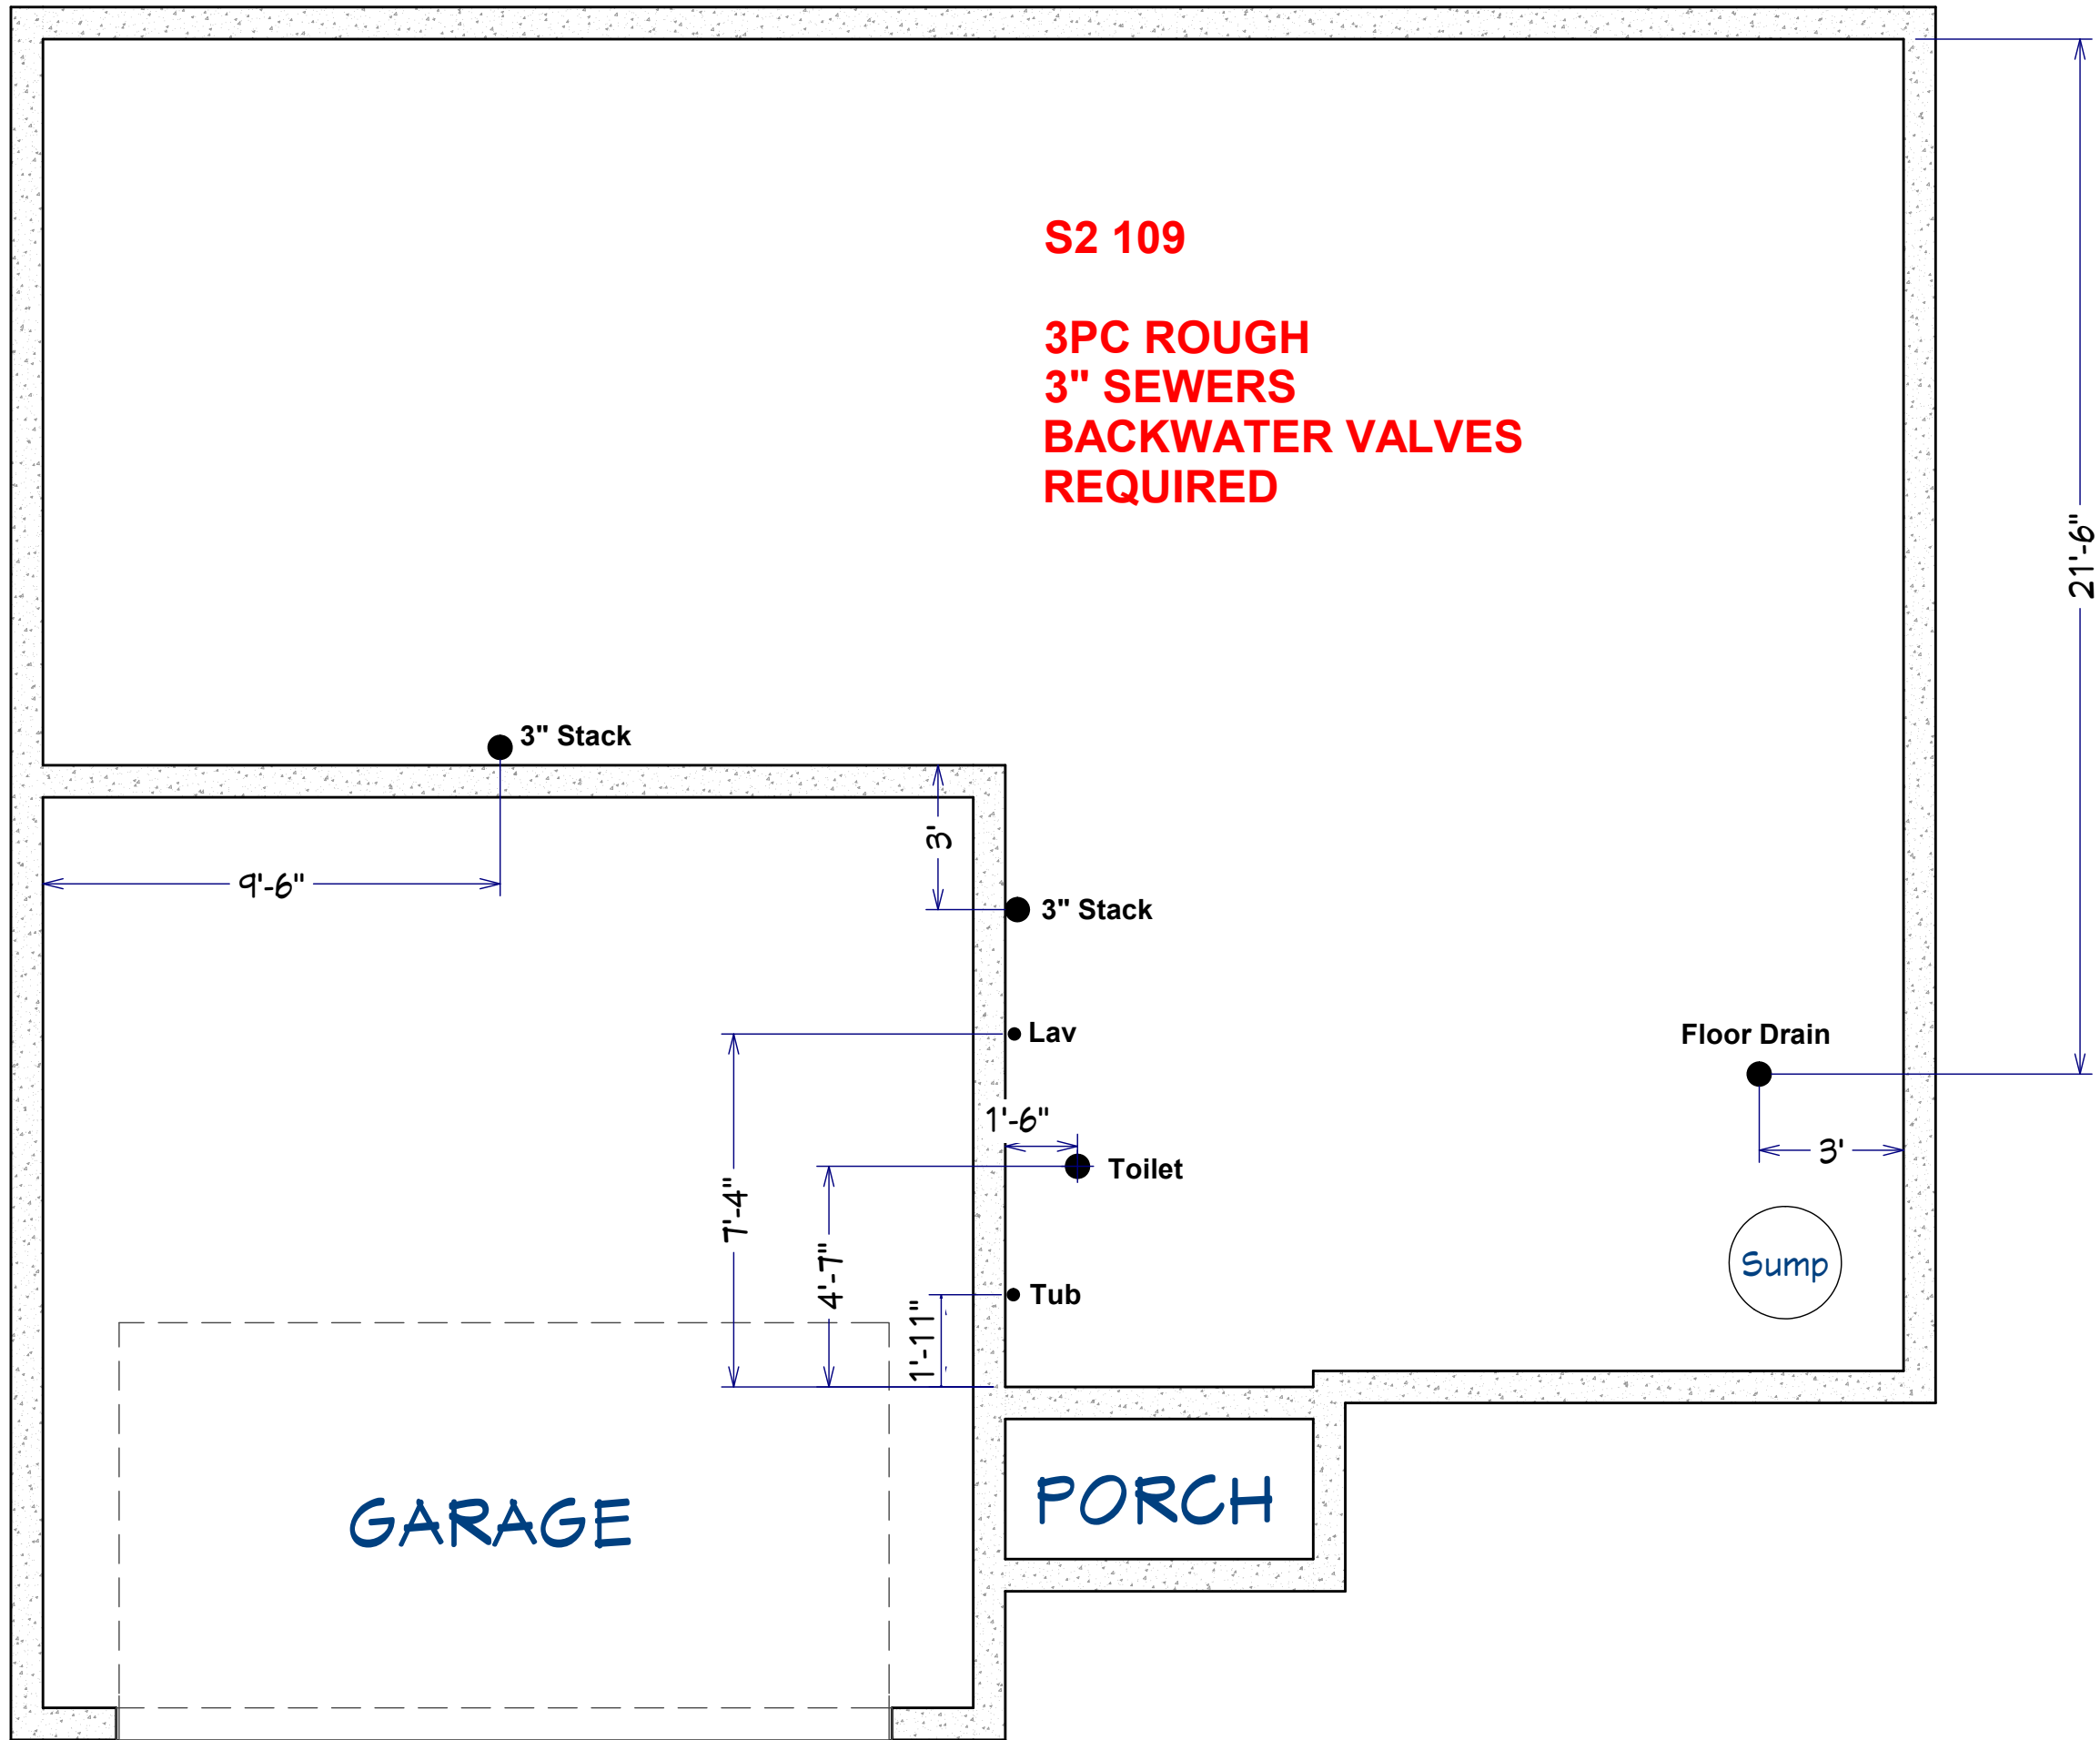 S2 109
3PC ROUGH
3" SEWERS
BACKWATER VALVES
REQUIRED
21'-6"
3" Stack
3'
9'-6"
3" Stack
Lav
Floor Drain
1'-6"
3'
Toilet
7'-4"
4'-7"
Sump
Tub
1'-11"
GARAGE
PORCH